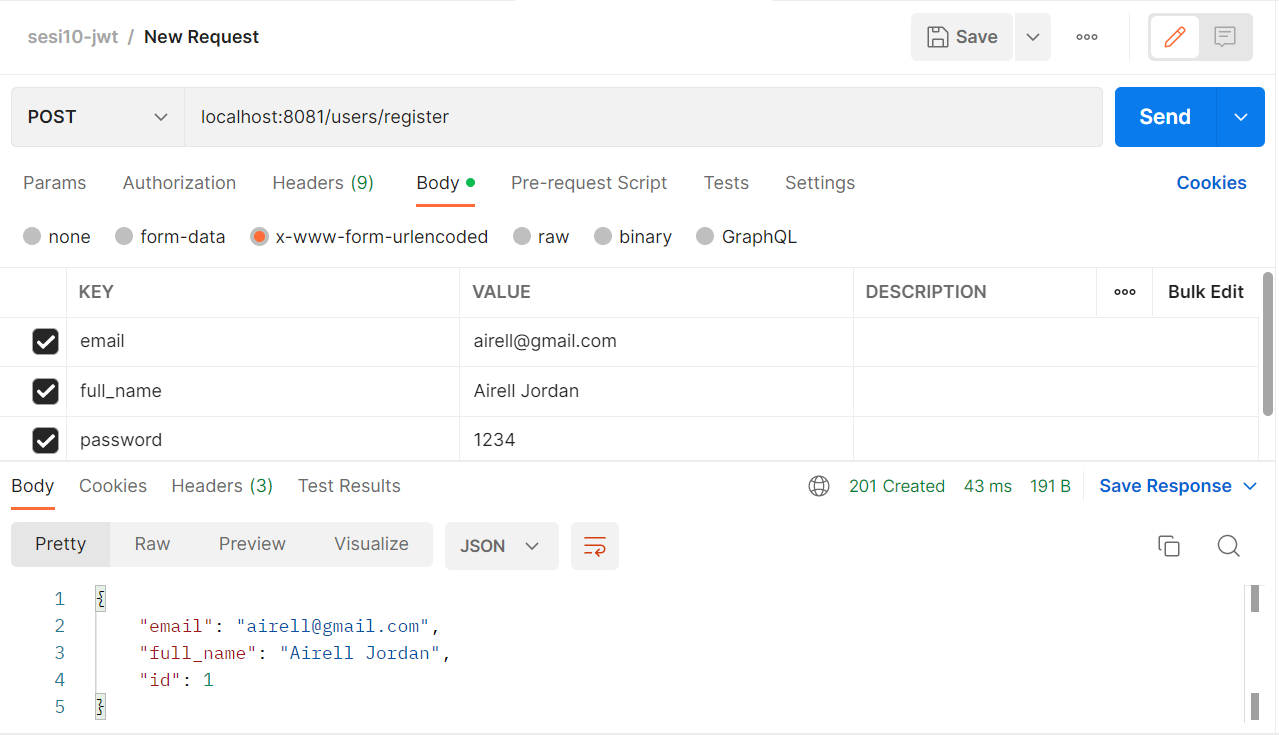 sesi10-jwt / New Request Save
POST localhost:8081/users/register Send
Params Authorization Headers (9) Body Pre-request Script Tests Settings Cookies
none form-data x-www-form-urlencoded raw binary GraphQL
KEY VALUE DESCRIPTION Bulk Edit
email airell@gmail.com
full_name Airell Jordan
password 1234
Body Cookies Headers (3) Test Results 201 Created 43 ms 191 B Save Response
Pretty Raw Preview Visualize JSON
1 {
2 "email": "airell@gmail.com",
3 "full_name": "Airell Jordan",
4 "id": 1
5 }